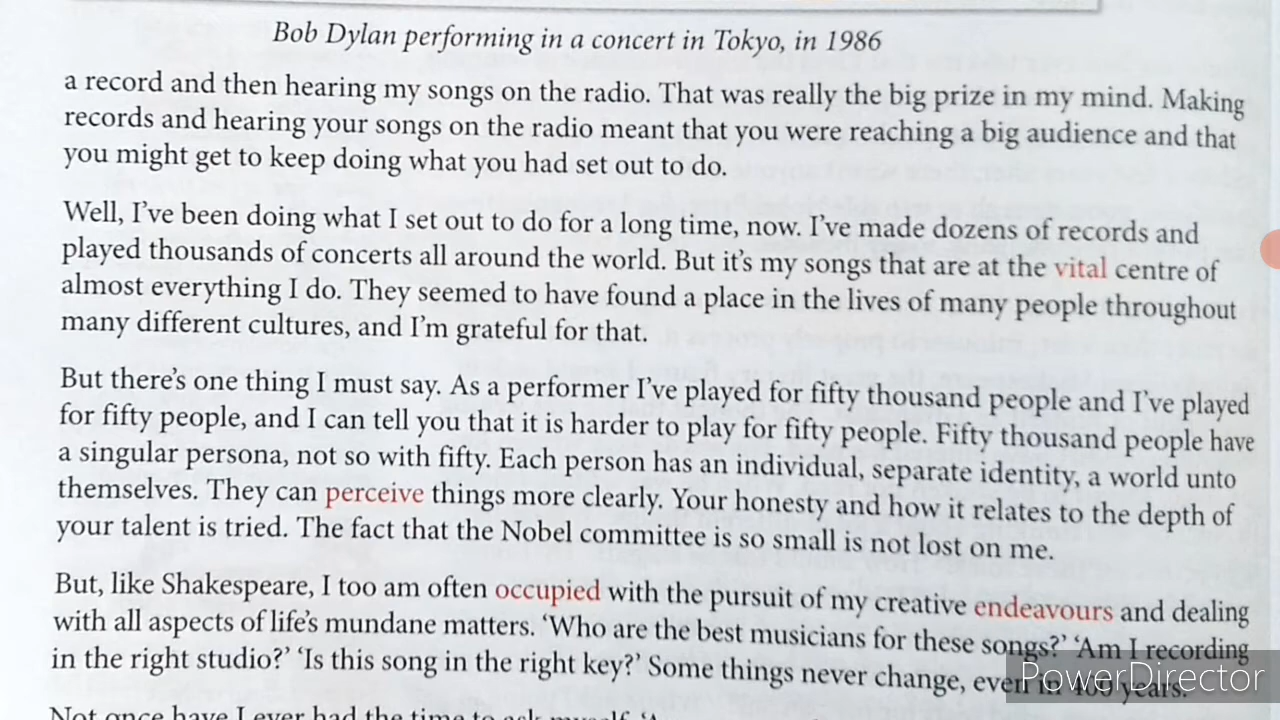 Bob Dylan performing in a concert in Tokyo, in 1986
a record and then hearing my songs on the radio. That was really the big prize in my mind. Making
records and hearing your songs on the radio meant that you were reaching a big audience and that
you might get to keep doing what you had set out to do.
Well, I've been doing what I set out to do for a long time, now. I've made dozens of records and
played thousands of concerts all around the world. But it's my songs that are at the vital centre of
almost everything I do. They seemed to have found a place in the lives of many people throughout
many different cultures, and I'm grateful for that.
But there's one thing I must say. As a performer I've played for fifty thousand people and I've played
for fifty people, and I can tell you that it is harder to play for fifty people. Fifty thousand people have
a singular persona, not so with fifty. Each person has an individual, separate identity, a world unto
themselves. They can perceive things more clearly. Your honesty and how it relates to the depth of
your talent is tried. The fact that the Nobel committee is so small is not lost on me.
But, like Shakespeare, I too am often occupied with the pursuit of my creative endeavours and dealing
with all aspects of life's mundane matters. 'Who are the best musicians for these songs?' 'Am I recording
in the right studio?' 'Is this song in the right key?' Some things never change, even in 400 years.
PowerDirector
Not once have I ever had the time to ask myself, 'A